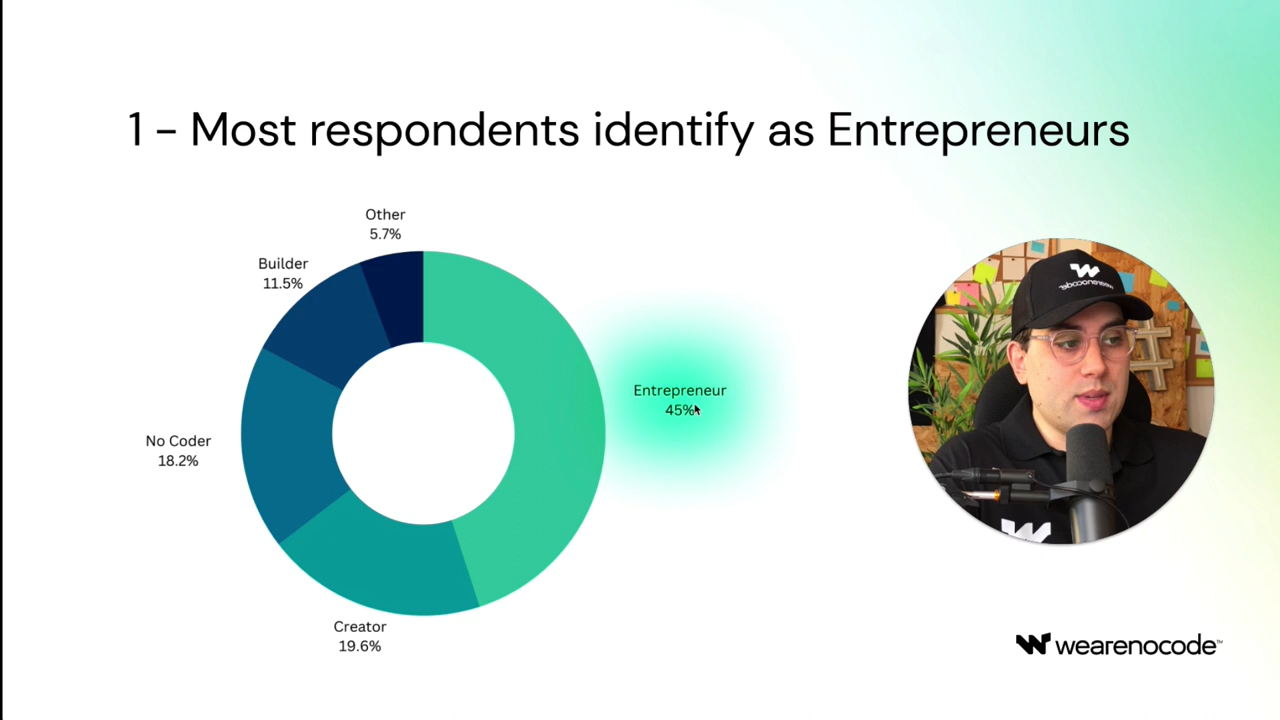 1 – Most respondents identify as Entrepreneurs
Other
5.7%
Builder
11.5%
Entrepreneur
45%
No Coder
18.2%
Creator
19.6%
wearenocode™
wearenocode